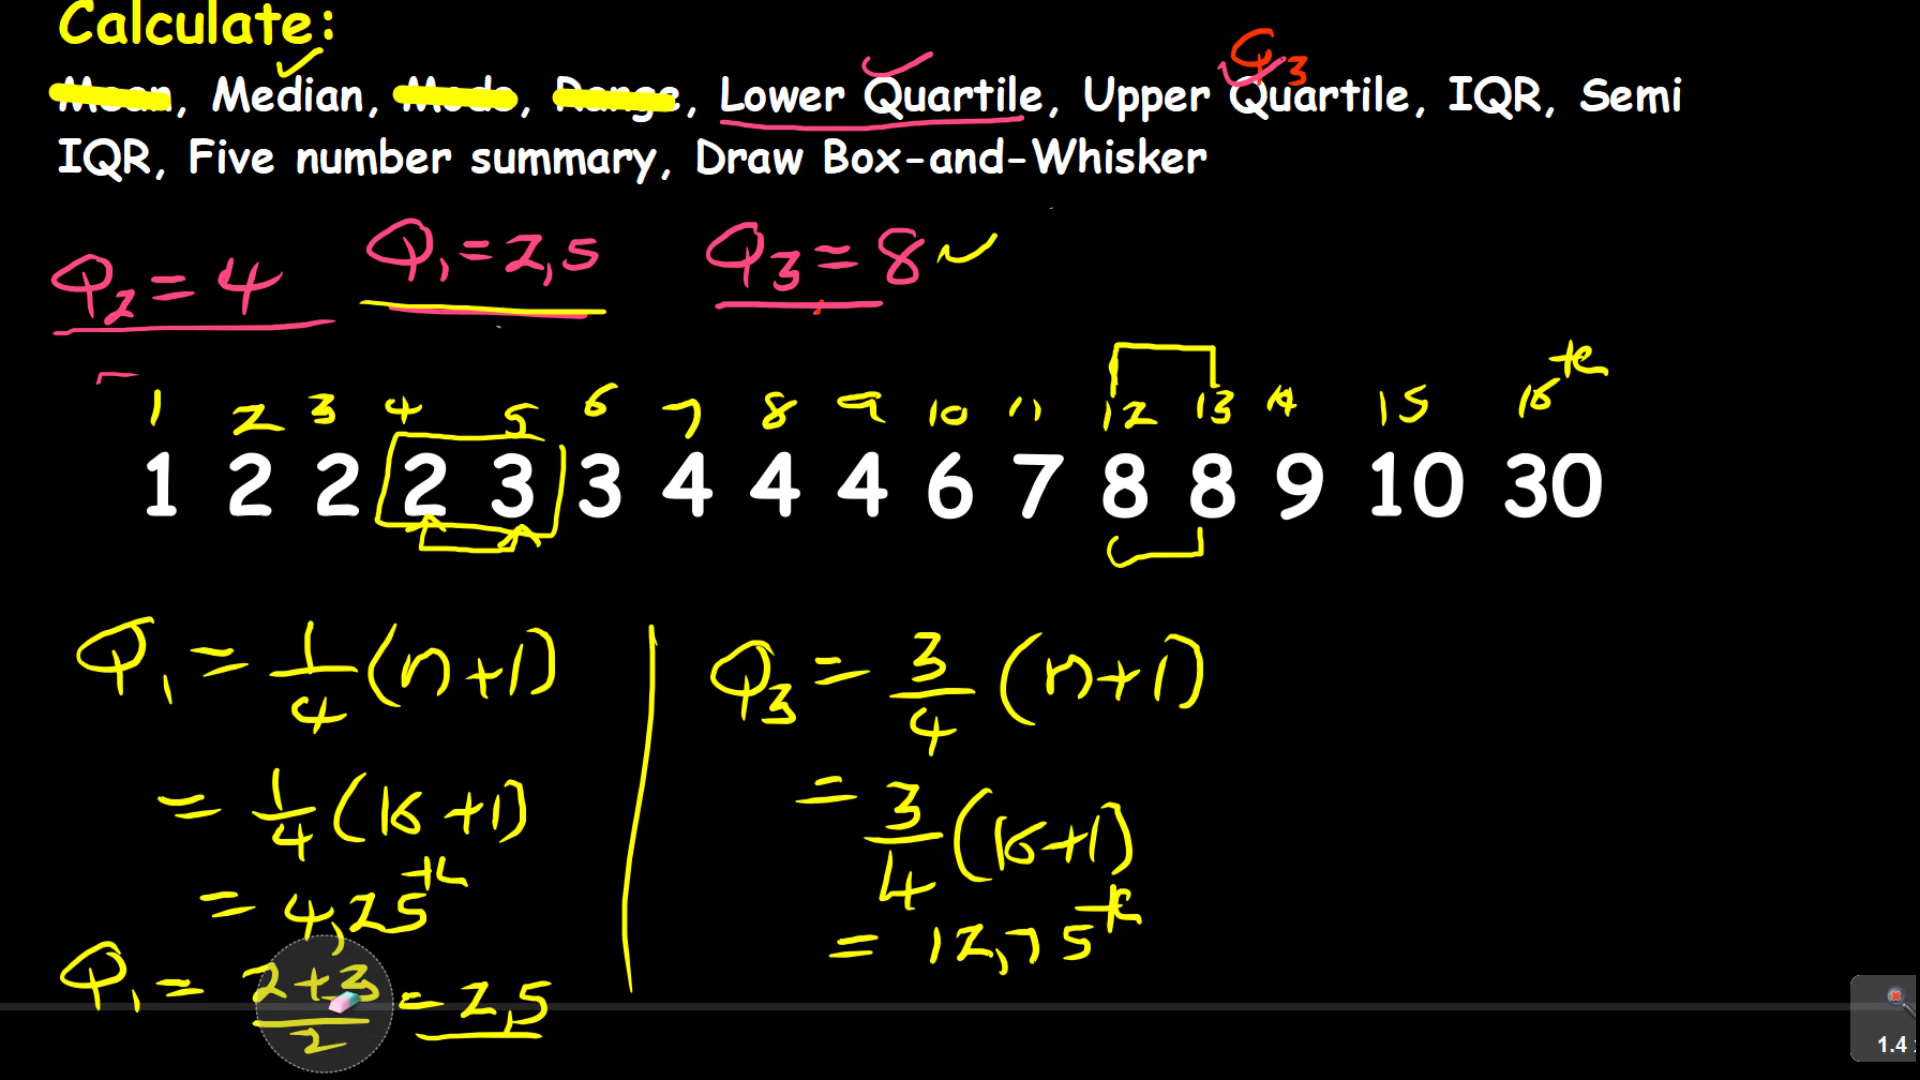 Calculate:
Q3
Mean, Median, Mode, Range, Lower Quartile, Upper Quartile, IQR, Semi
IQR, Five number summary, Draw Box-and-Whisker
Q2 = 4 Q1 = 2,5 Q3 = 8
1 2 3 4 5 6 7 8 9 10 11 12 13 14 15 16th
1 2 2 2 3 3 4 4 4 6 7 8 8 9 10 30
Q1 = 1/4 (n+1) Q3 = 3/4 (n+1)
= 1/4 (16+1) = 3/4 (16+1)
= 4,25th = 12,75th
Q1 = 2+3/2 = 2,5
1.4